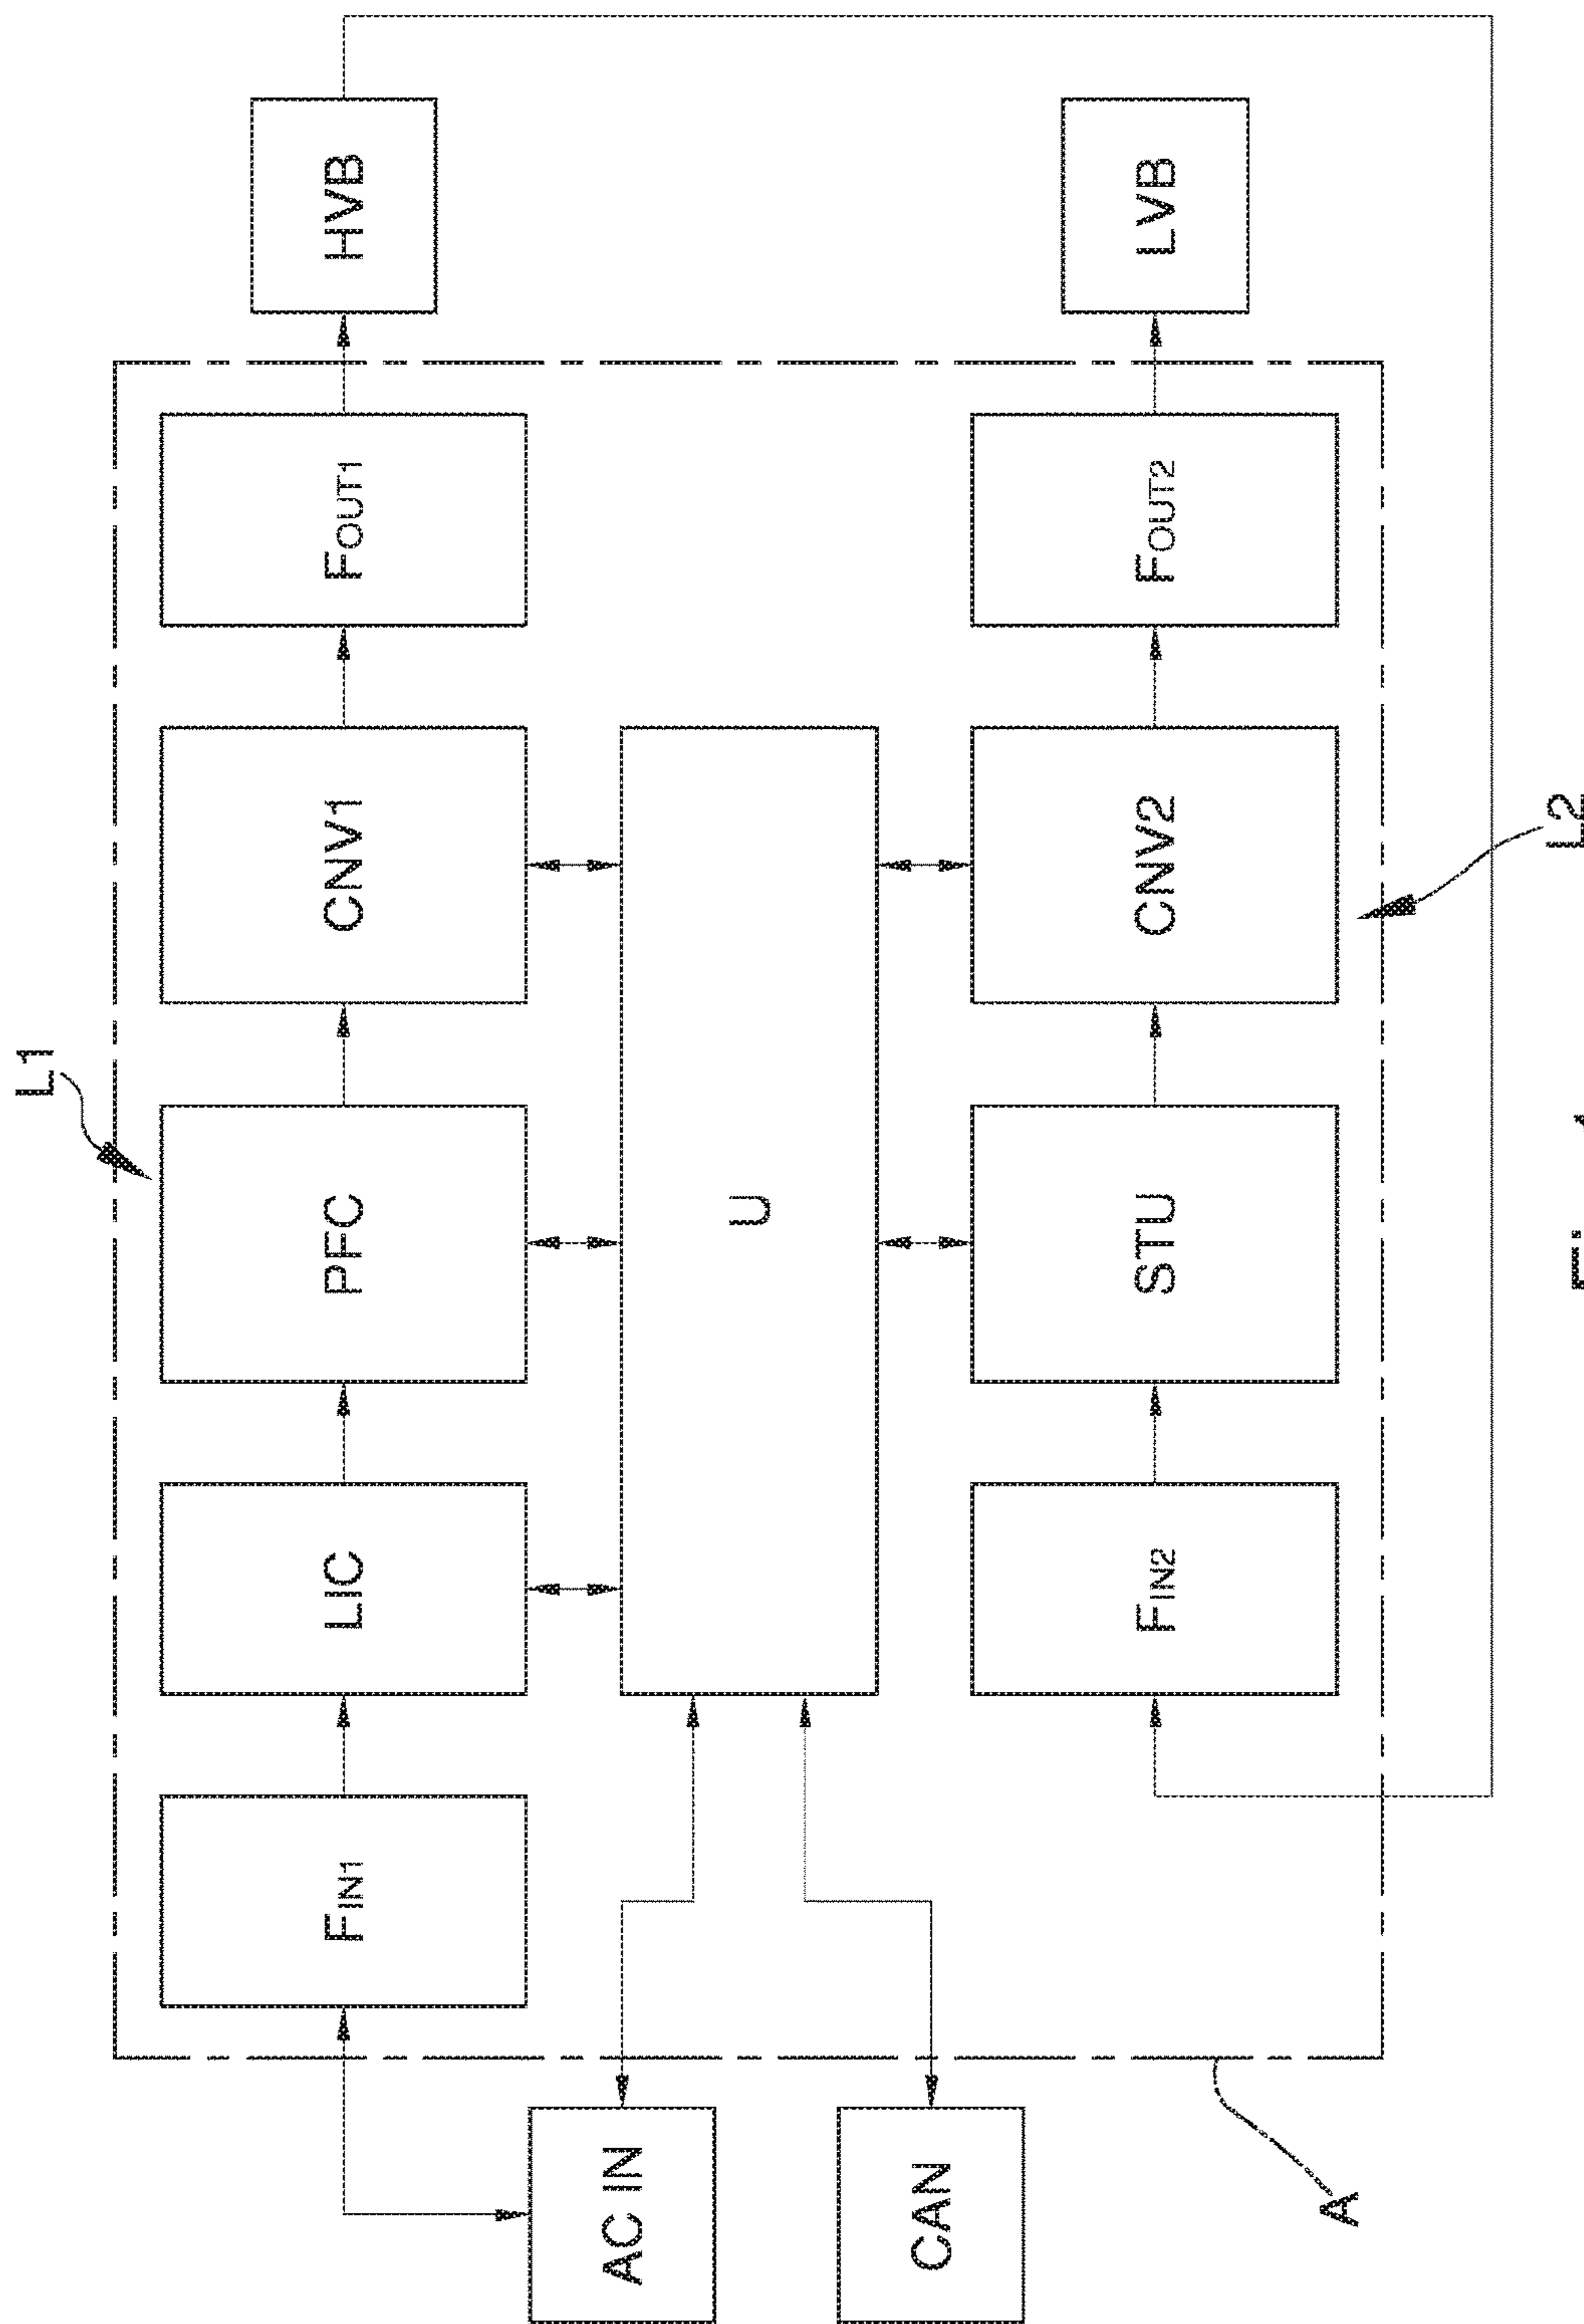 L1
FIN1
LIC
PFC
CNV1
FOUT1
HVB
AC IN
U
CAN
FIN2
STU
CNV2
FOUT2
LVB
A
L2